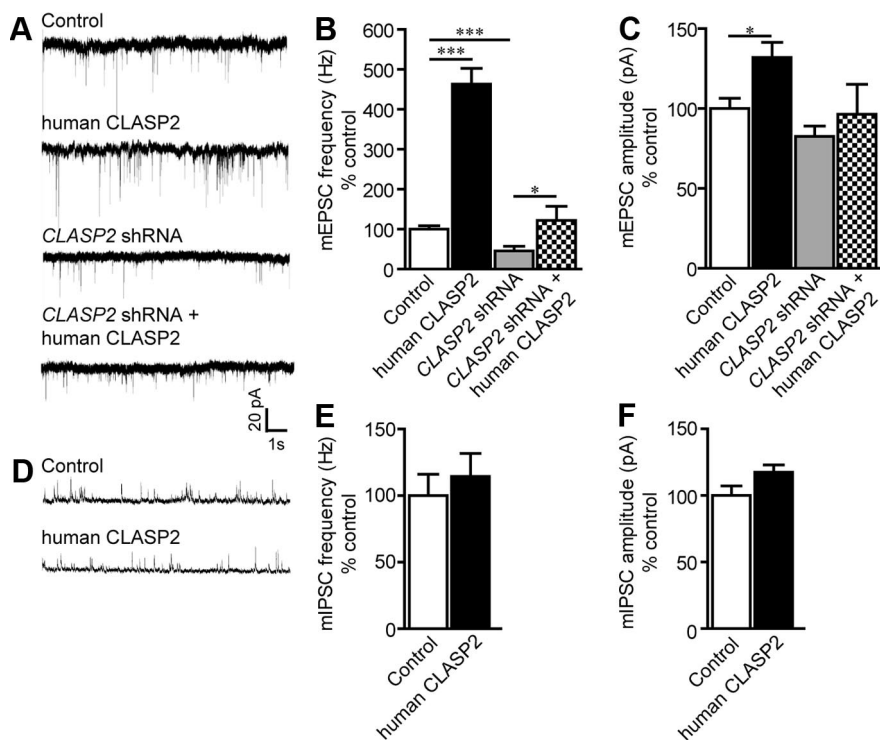 A
Control
human CLASP2
CLASP2 shRNA
CLASP2 shRNA +
human CLASP2
20 pA
1s
B
mEPSC frequency (Hz)
% control
600
500
400
300
200
100
0
***
***
*
Control
human CLASP2
CLASP2 shRNA
CLASP2 shRNA +
human CLASP2
C
mEPSC amplitude (pA)
% control
150
100
50
0
*
Control
human CLASP2
CLASP2 shRNA
CLASP2 shRNA +
human CLASP2
D
Control
human CLASP2
E
mIPSC frequency (Hz)
% control
150
100
50
0
Control
human CLASP2
F
mIPSC amplitude (pA)
% control
150
100
50
0
Control
human CLASP2